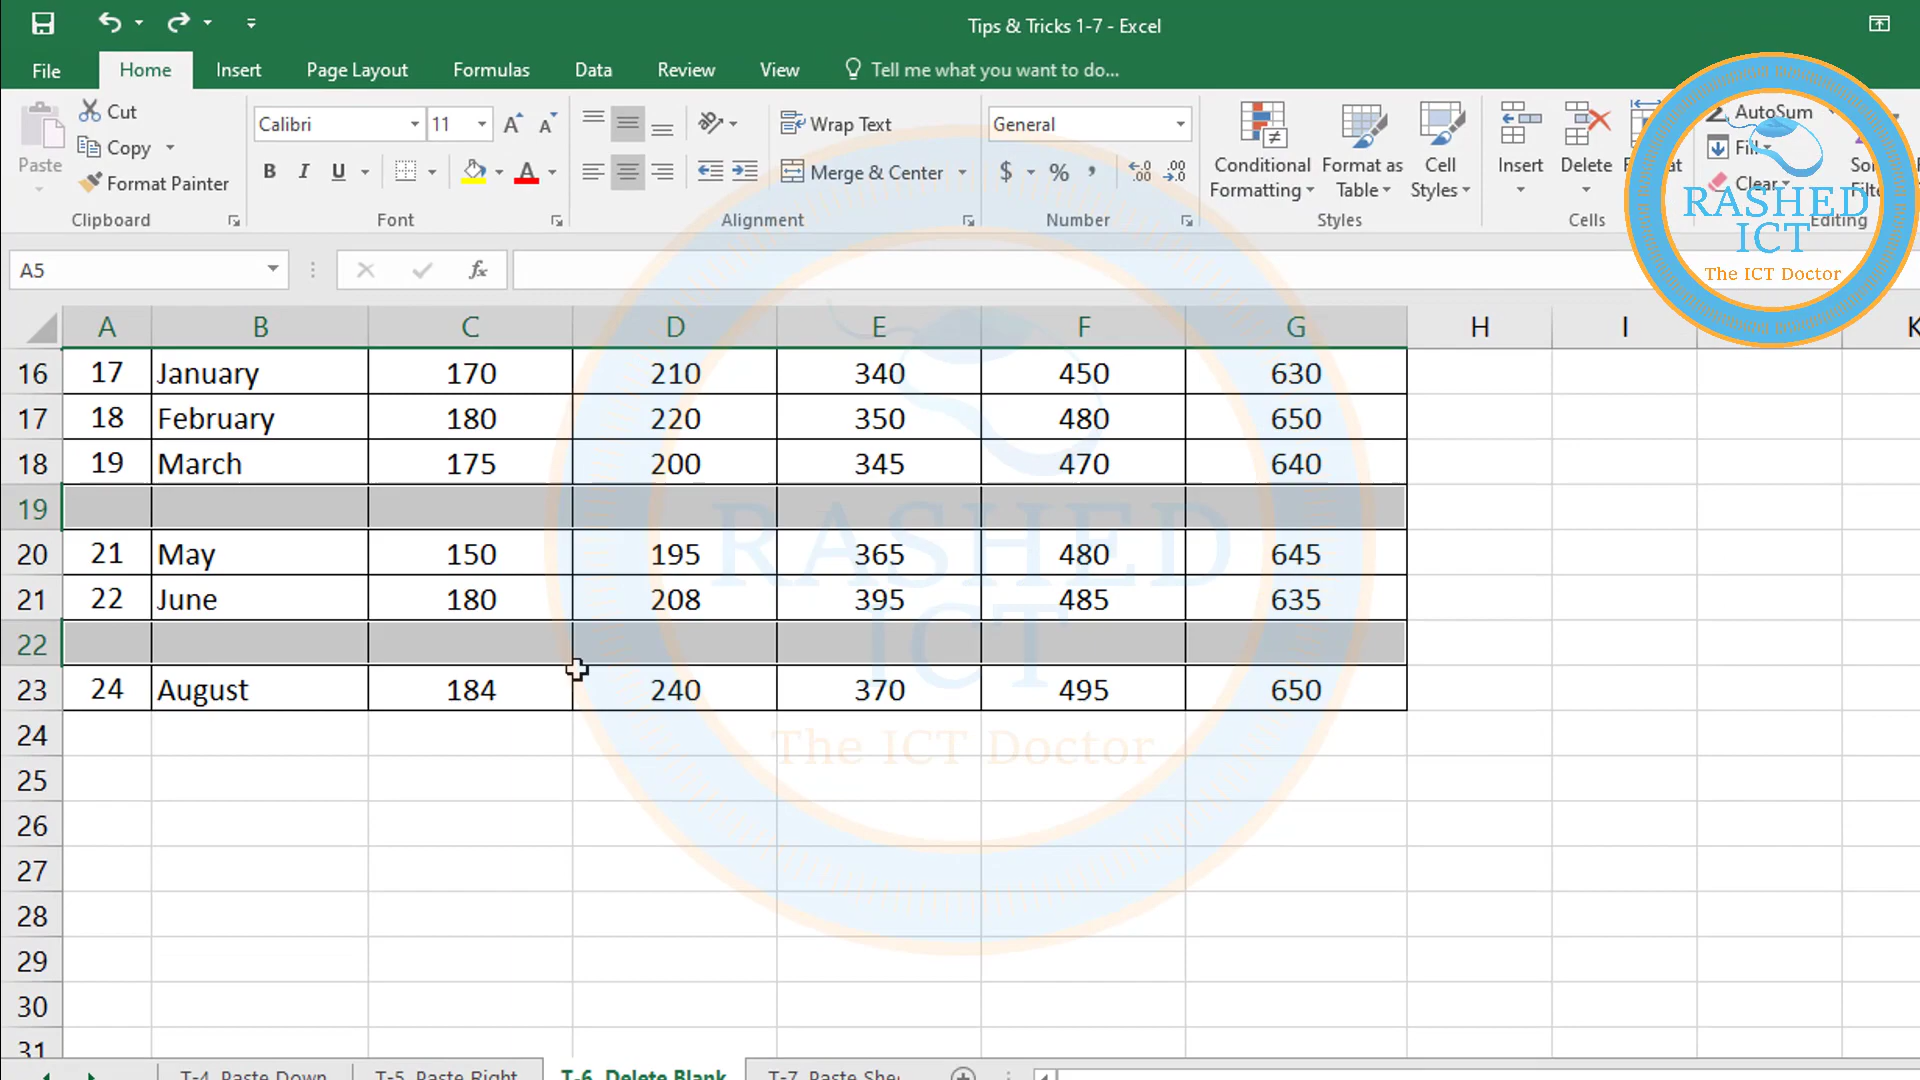 Tips & Tricks 1-7 - Excel
File Home Insert Page Layout Formulas Data Review View Tell me what you want to do...
Paste Cut
Copy
Format Painter
Clipboard
Calibri 11
B I U
Font
Wrap Text
Merge & Center
Alignment
General
$ % ,
Number
Conditional Formatting
Format as Table
Cell Styles
Styles
Insert Delete
Cells
AutoSum
Fill
Clear
Editing
RASHED
ICT
The ICT Doctor
A5 fx
A B C D E F G H I K
16 17 January 170 210 340 450 630
17 18 February 180 220 350 480 650
18 19 March 175 200 345 470 640
19
20 21 May 150 195 365 480 645
21 22 June 180 208 395 485 635
22
23 24 August 184 240 370 495 650
24
25
26
27
28
29
30
31
RASHED
ICT
The ICT Doctor
T-4 Paste Down T-5 Paste Right T-6 Delete Blank T-7 Paste